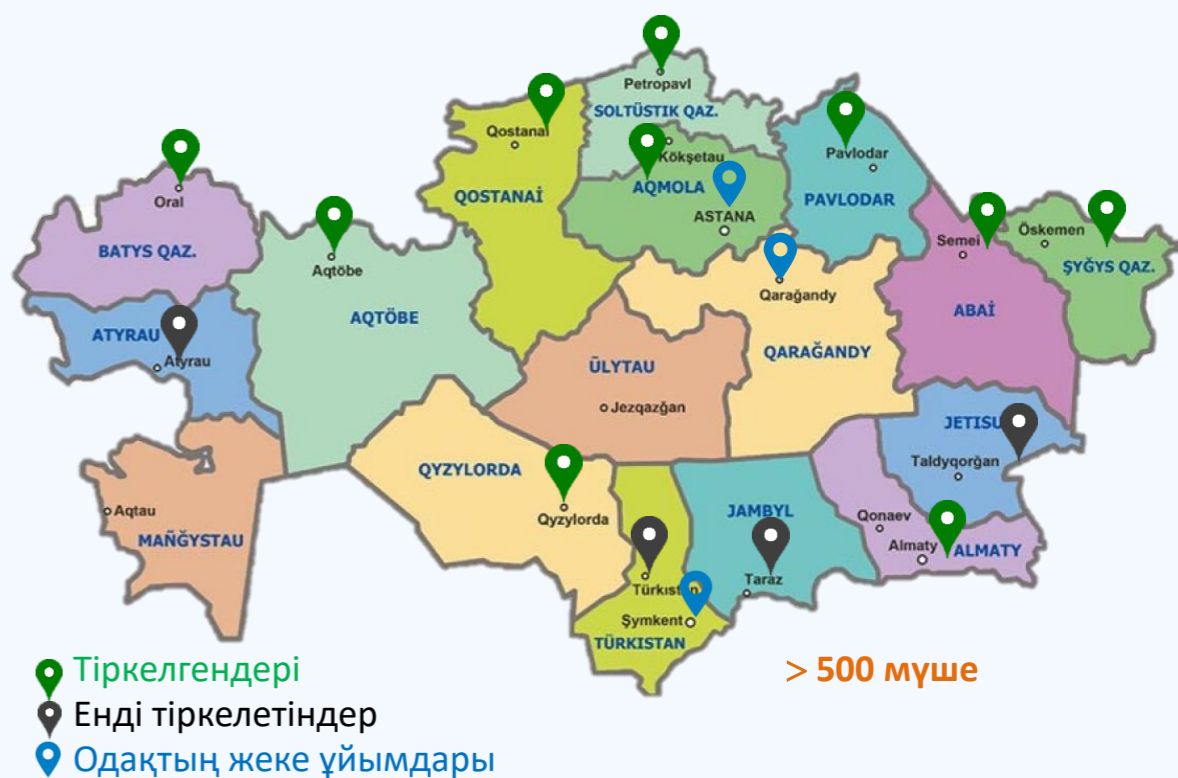 Petropavl
SOLTÜSTIK QAZ.
Qostanai
Kökşetau
Pavlodar
AQMOLA
QOSTANAİ
PAVLODAR
Oral
ASTANA
Semei
Öskemen
BATYS QAZ.
Aqtöbe
ŞYĞYS QAZ.
Qarağandy
ABAİ
AQTÖBE
ATYRAU
Atyrau
QARAĞANDY
ÜLYTAU
Jezqazğan
JETISU
QYZYLORDA
Taldyqorğan
Aqtau
Qyzylorda
JAMBYL
Qonaev
MAÑĞYSTAU
Almaty
ALMATY
Türkıstan
Taraz
Şymkent
TÜRKISTAN
Тіркелгендері
> 500 мүше
Енді тіркелетіндер
Одақтың жеке ұйымдары